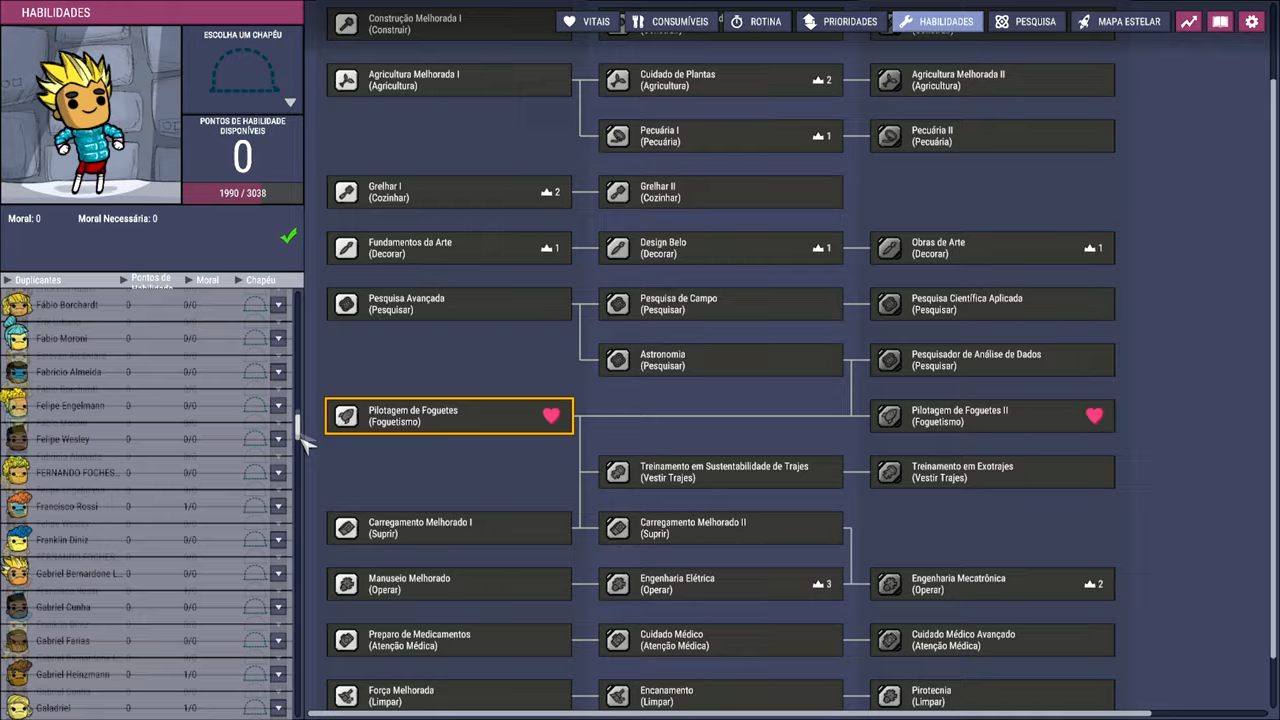 HABILIDADES
VITAIS
CONSUMÍVEIS
ROTINA
PRIORIDADES
HABILIDADES
PESQUISA
MAPA ESTELAR
ESCOLHA UM CHAPÉU
PONTOS DE HABILIDADE
DISPONÍVEIS
0
1990 / 3038
Moral: 0
Moral Necessária: 0
Duplicantes
Pontos de
Habilidade
Moral
Chapéu
Fábio Borchardt 0 0/0
Fabio Moroni 0 0/0
Fabricio Almeida 0 0/0
Felipe Engelmann 0 0/0
Felipe Wesley 0 0/0
FERNANDO FOCHES... 0 0/0
Francisco Rossi 0 1/0
Franklin Diniz 0 0/0
Gabriel Bernardone L... 0 0/0
Gabriel Cunha 0 0/0
Gabriel Farias 0 0/0
Gabriel Heinzmann 0 1/0
Galadriel 0 1/0
Construção Melhorada I
(Construir)
Agricultura Melhorada I
(Agricultura)
Cuidado de Plantas
(Agricultura)
2
Agricultura Melhorada II
(Agricultura)
Pecuária I
(Pecuária)
1
Pecuária II
(Pecuária)
Grelhar I
(Cozinhar)
2
Grelhar II
(Cozinhar)
Fundamentos da Arte
(Decorar)
1
Design Belo
(Decorar)
1
Obras de Arte
(Decorar)
1
Pesquisa Avançada
(Pesquisar)
Pesquisa de Campo
(Pesquisar)
Pesquisa Científica Aplicada
(Pesquisar)
Astronomia
(Pesquisar)
Pesquisador de Análise de Dados
(Pesquisar)
Pilotagem de Foguetes
(Foguetismo)
Pilotagem de Foguetes II
(Foguetismo)
Treinamento em Sustentabilidade de Trajes
(Vestir Trajes)
Treinamento em Exotrajes
(Vestir Trajes)
Carregamento Melhorado I
(Suprir)
Carregamento Melhorado II
(Suprir)
Manuseio Melhorado
(Operar)
Engenharia Elétrica
(Operar)
3
Engenharia Mecatrônica
(Operar)
2
Preparo de Medicamentos
(Atenção Médica)
Cuidado Médico
(Atenção Médica)
Cuidado Médico Avançado
(Atenção Médica)
Força Melhorada
(Limpar)
Encanamento
(Limpar)
Pirotecnia
(Limpar)